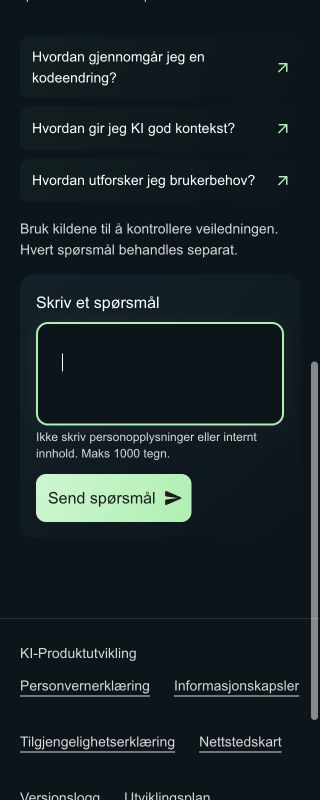 Hvordan gjennomgår jeg en
kodeendring?
Hvordan gir jeg KI god kontekst?
Hvordan utforsker jeg brukerbehov?
Bruk kildene til å kontrollere veiledningen.
Hvert spørsmål behandles separat.
Skriv et spørsmål
Ikke skriv personopplysninger eller internt
innhold. Maks 1000 tegn.
Send spørsmål
KI-Produktutvikling
Personvernerklæring Informasjonskapsler
Tilgjengelighetserklæring Nettstedskart
Versjonslogg Utviklingsplan